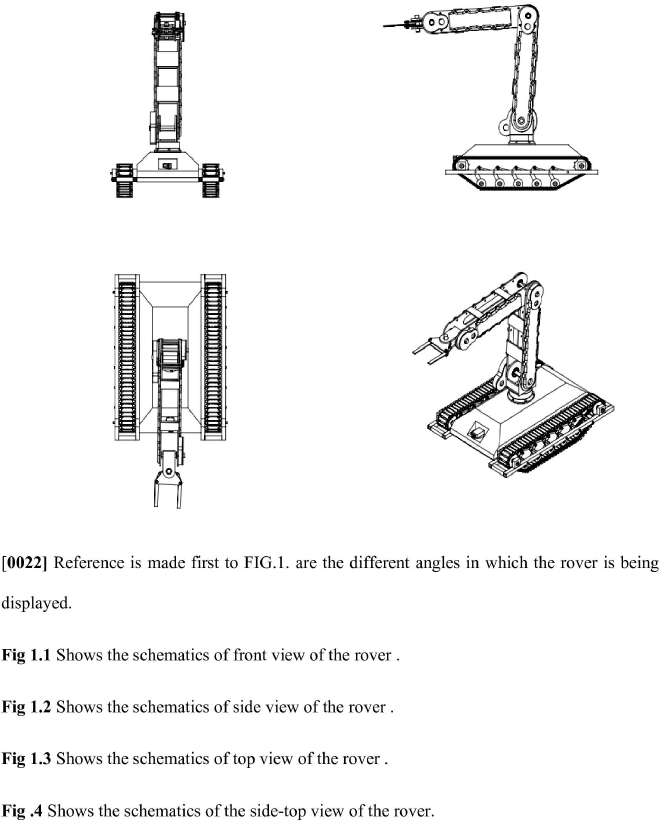 [0022] Reference is made first to FIG.1. are the different angles in which the rover is being
displayed.
Fig 1.1 Shows the schematics of front view of the rover .
Fig 1.2 Shows the schematics of side view of the rover .
Fig 1.3 Shows the schematics of top view of the rover .
Fig .4 Shows the schematics of the side-top view of the rover.